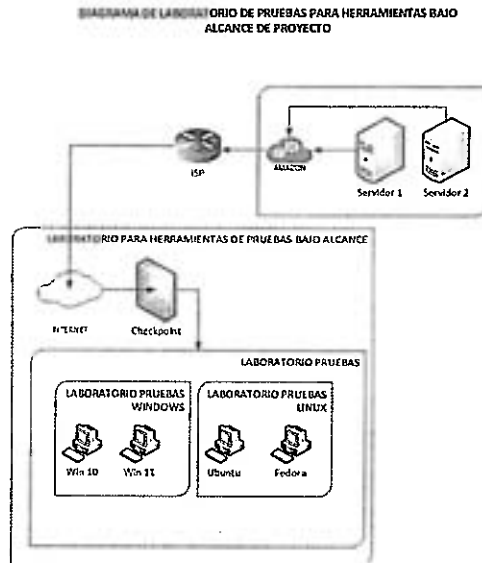 DIAGRAMA DE LABORATORIO DE PRUEBAS PARA HERRAMIENTAS BAJO
ALCANCE DE PROYECTO
ISP
AMAZON
Servidor 1
Servidor 2
LABORATORIO PARA HERRAMIENTAS DE PRUEBAS BAJO ALCANCE
INTERNET
Checkpoint
LABORATORIO PRUEBAS
LABORATORIO PRUEBAS
WINDOWS
LABORATORIO PRUEBAS
LINUX
Win 10
Win 11
Ubuntu
Fedora